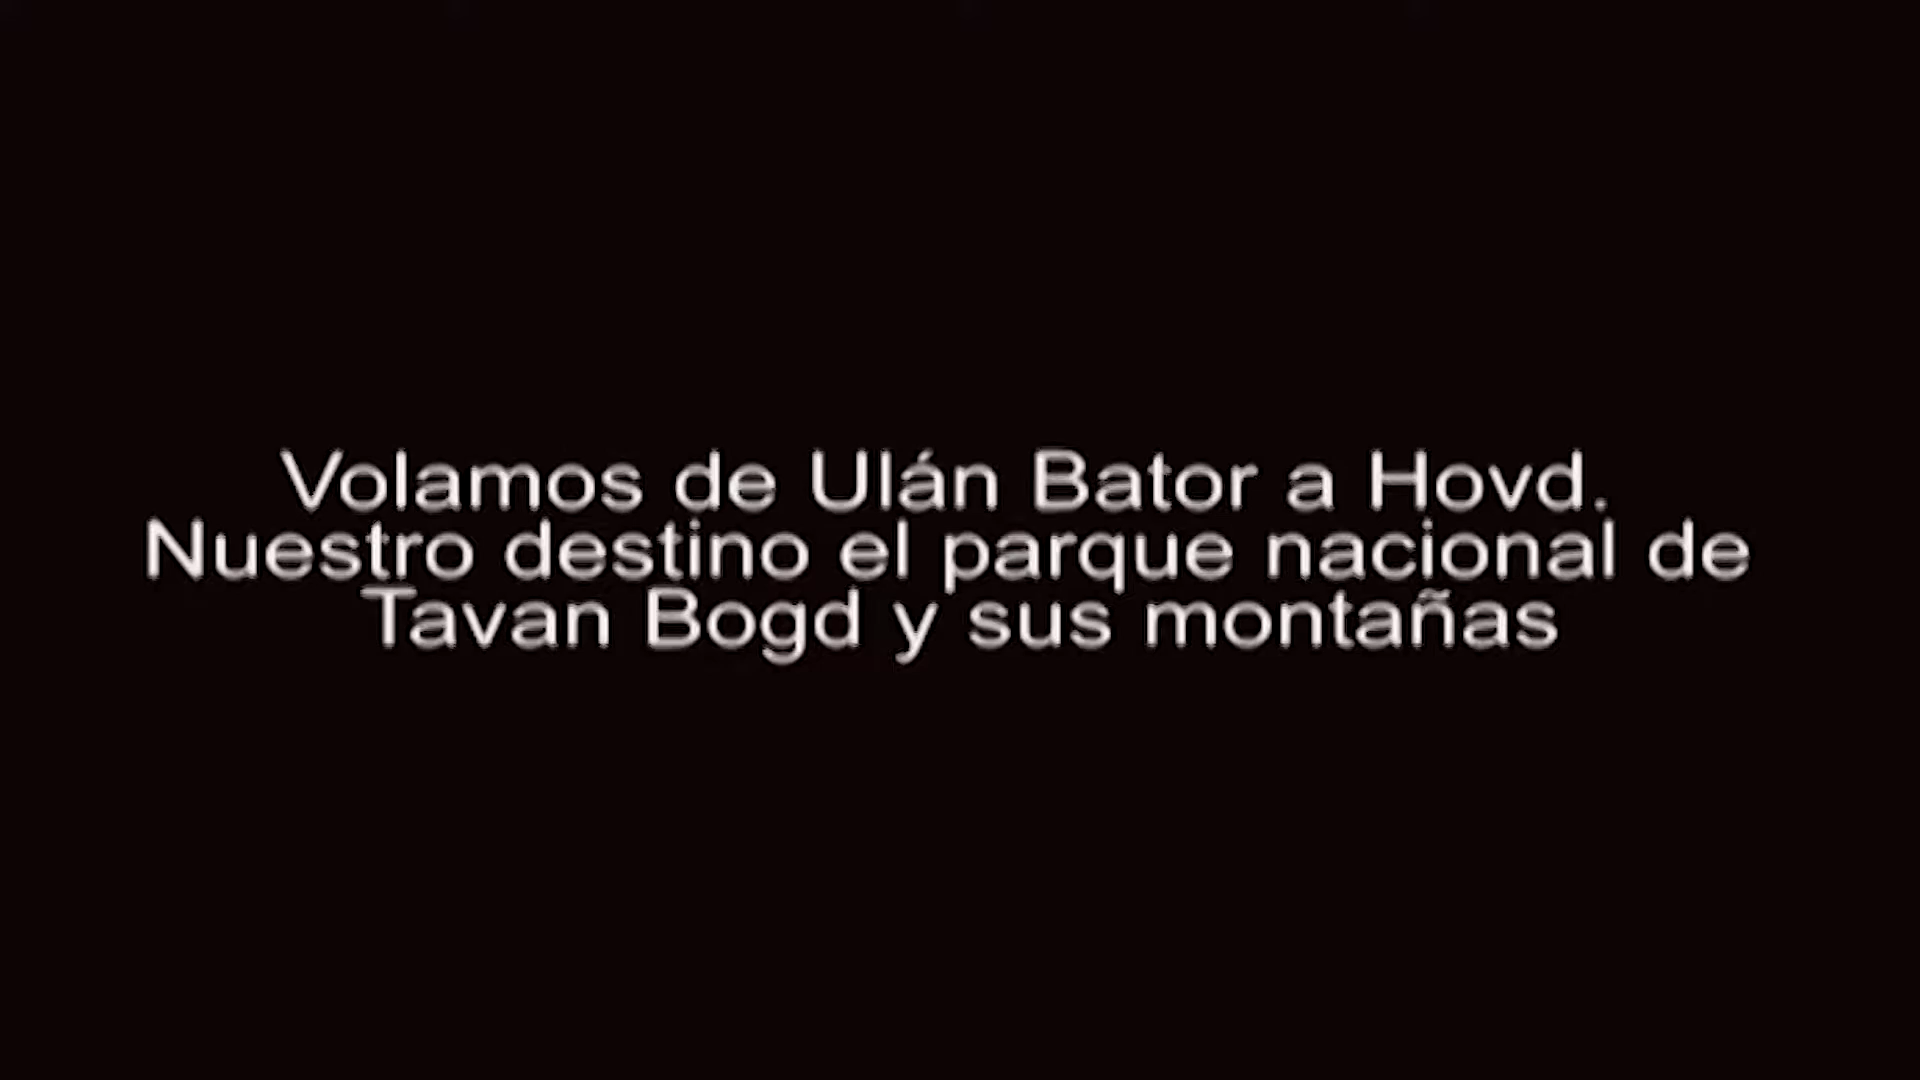 Volamos de Ulán Bator a Hovd.
Nuestro destino el parque nacional de
Tavan Bogd y sus montañas